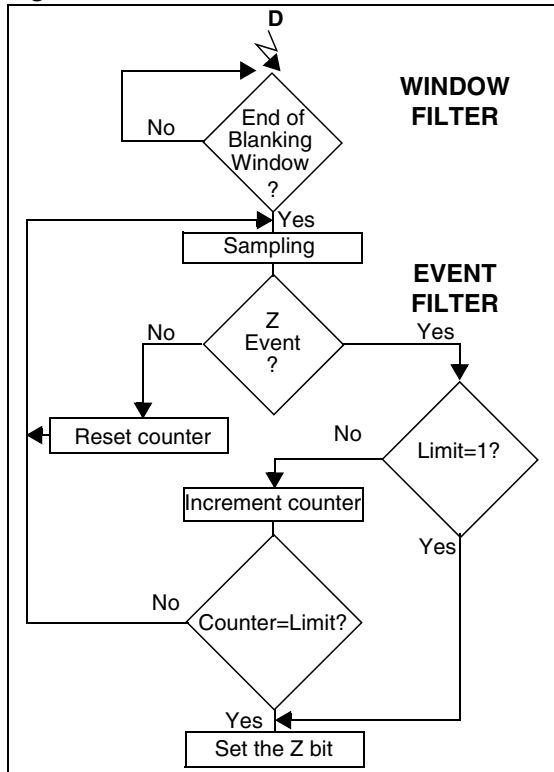 D
WINDOW
FILTER
End of
Blanking
Window
?
No
Yes
Sampling
EVENT
FILTER
Z
Event
?
No
Yes
Reset counter
Limit=1?
No
Increment counter
Yes
Counter=Limit?
No
Yes
Set the Z bit